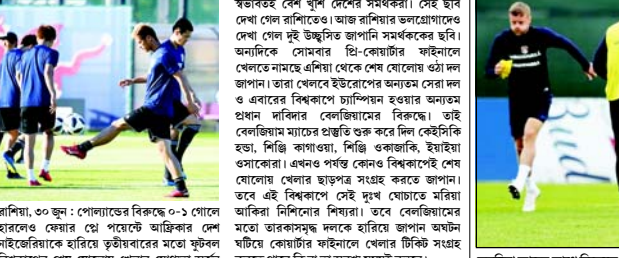 রাশিয়া, ৩০ জুন : পোল্যান্ডের বিরুদ্ধে ০-১ গোলে
হারলেও ফেয়ার প্লে পয়েন্টে আফ্রিকার দেশ
নাইজেরিয়াকে হারিয়ে তৃতীয়বারের মতো ফুটবল
স্বভাবতই বেশ খুশি দেশের সমর্থকরা। সেই ছবি
দেখা গেল রাশিতেও। আজ রাশিয়ার ভলগোগ্রাদেও
দেখা গেল দুই উচ্ছ্বসিত জাপানি সমর্থককের ছবি।
অন্যদিকে সোমবার প্রি-কোয়ার্টার ফাইনালে
খেলতে নামছে এশিয়া থেকে শেষ ষোলোয় ওঠা দল
জাপান। তারা খেলবে ইউরোপের অন্যতম সেরা দল
ও এবারের বিশ্বকাপে চ্যাম্পিয়ন হওয়ার অন্যতম
প্রধান দাবিদার বেলজিয়ামের বিরুদ্ধে। তাই
বেলজিয়াম ম্যাচের প্রস্তুতি শুরু করে দিল কেইসিকি
হন্ডা, শিঞ্জি কাগাওয়া, শিঞ্জি ওকাজাকি, ইয়াইয়া
ওসাকোরা। এখনও পর্যন্ত কোনও বিশ্বকাপেই শেষ
ষোলোয় খেলার ছাড়পত্র সংগ্রহ করতে জাপান।
তবে এই বিশ্বকাপে সেই দুঃখ ঘোচাতে মরিয়া
আকিরা নিশিনোর শিষ্যরা। তবে বেলজিয়ামের
মতো তারকাসমৃদ্ধ দলকে হারিয়ে জাপান অঘটন
ঘটিয়ে কোয়ার্টার ফাইনালে খেলার টিকিট সংগ্রহ